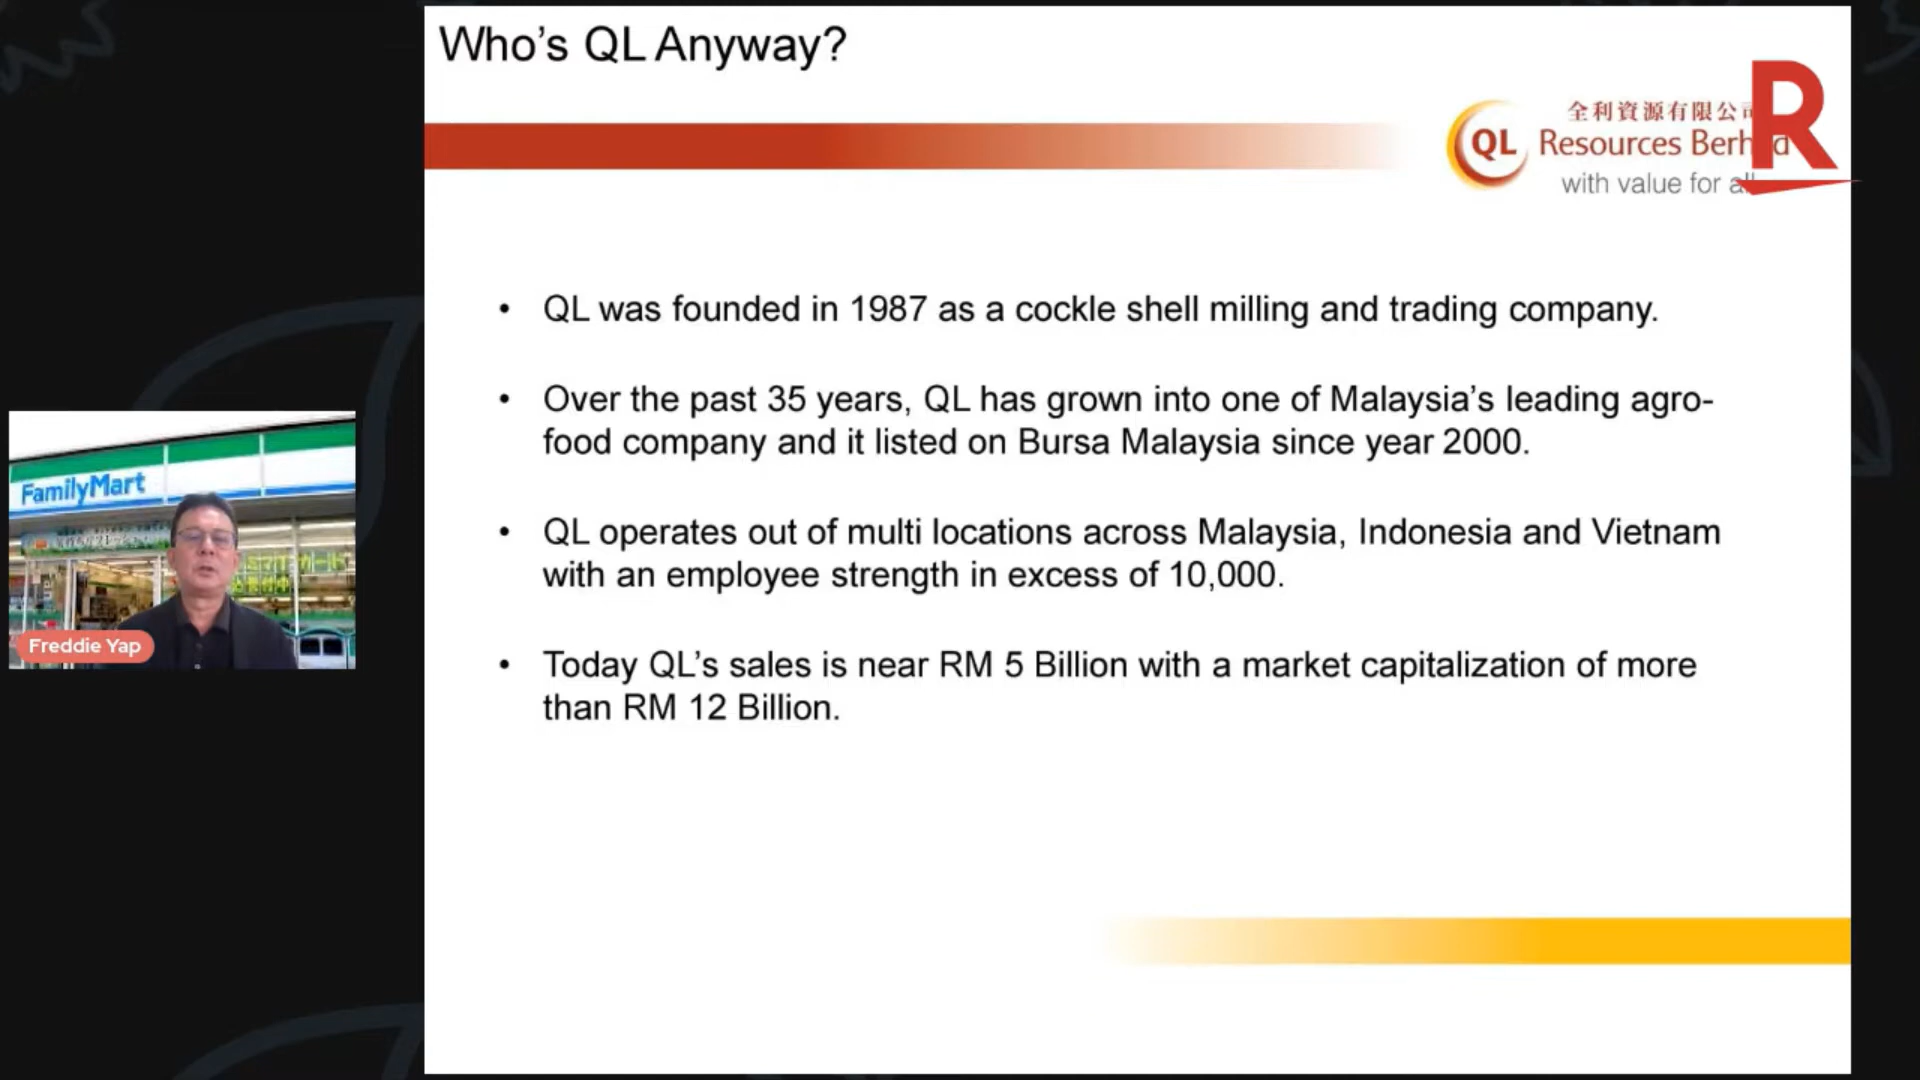 Who's QL Anyway?
全利資源有限公司
QL
Resources Berhad
with value for all
R
• QL was founded in 1987 as a cockle shell milling and trading company.
• Over the past 35 years, QL has grown into one of Malaysia's leading agro-
food company and it listed on Bursa Malaysia since year 2000.
• QL operates out of multi locations across Malaysia, Indonesia and Vietnam
with an employee strength in excess of 10,000.
• Today QL's sales is near RM 5 Billion with a market capitalization of more
than RM 12 Billion.
FamilyMart
Freddie Yap